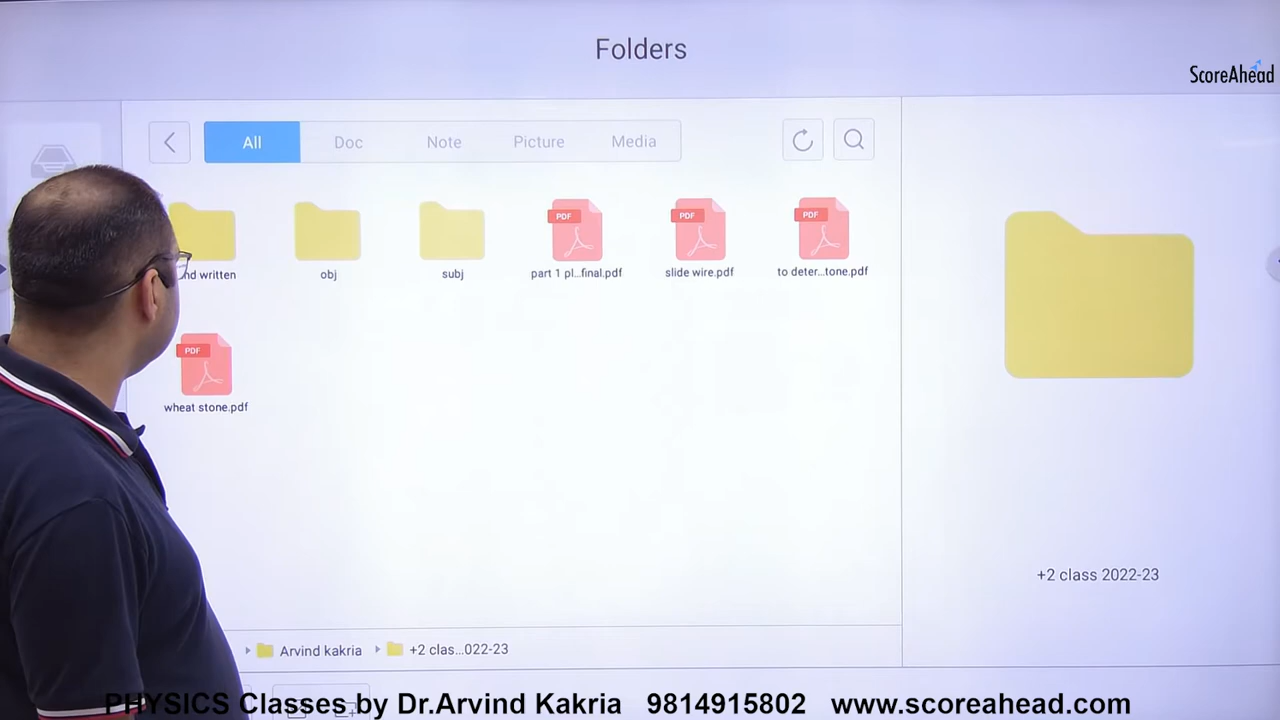 Folders
ScoreAhead
All Doc Note Picture Media
nd written obj subj part 1 pl...final.pdf slide wire.pdf to deter...tone.pdf
PDF PDF PDF
PDF
wheat stone.pdf
+2 class 2022-23
Arvind kakria +2 clas...022-23
PHYSICS Classes by Dr.Arvind Kakria 9814915802 www.scoreahead.com